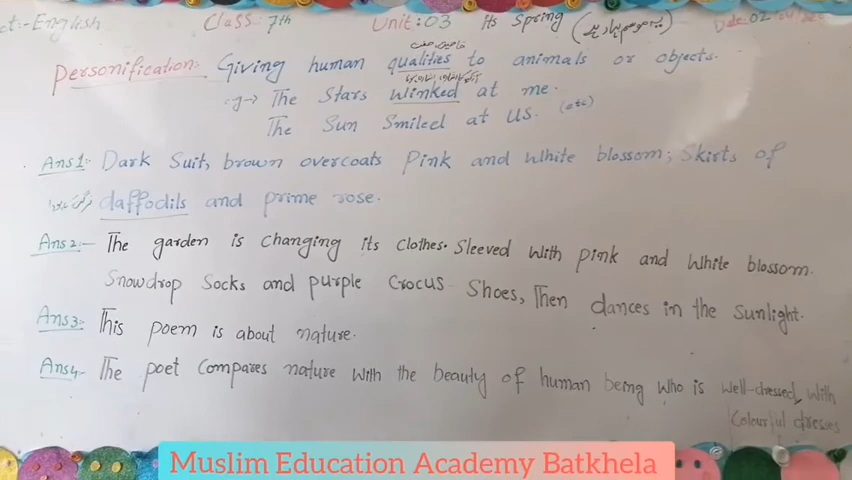 ct:-English Class: 7th Unit: 03 Its Spring Date: 02
Personification:- Giving human qualities to animals or objects.
e.g→ The Stars Winked at me.
The Sun Smiled at Us. (etc)
Ans1:- Dark Suit, brown overcoats Pink and White blossom; Skirts of
daffodils and prime rose.
Ans2:- The garden is changing its clothes. Sleeved with pink and white blossom.
Snowdrop Socks and purple Crocus Shoes, Then dances in the Sunlight.
Ans3:- This poem is about nature.
Ans4:- The poet Compares nature with the beauty of human being who is well-dressed, with
Colourful dresses
Muslim Education Academy Batkhela